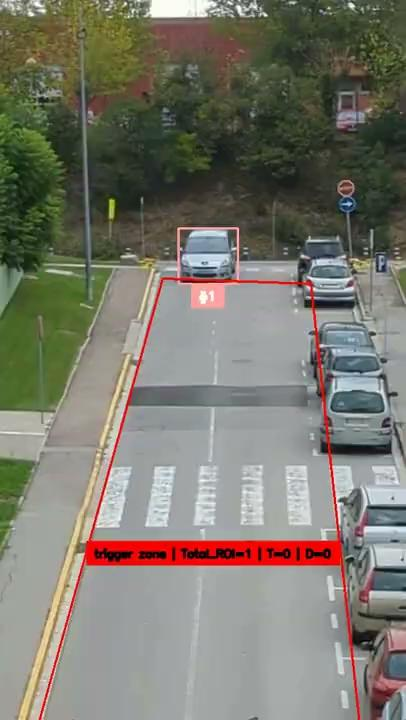 #1
trigger zone | Total_ROI=1 | T=0 | D=0